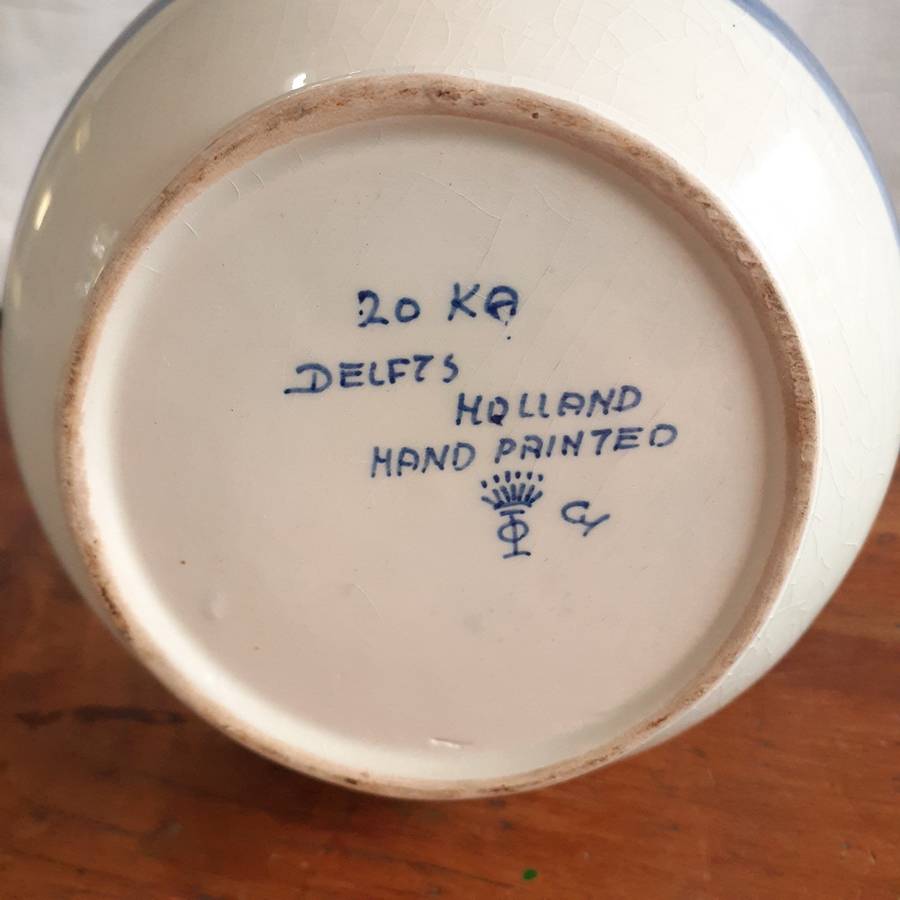 20 KA
DELFTS
HOLLAND
HAND PAINTED